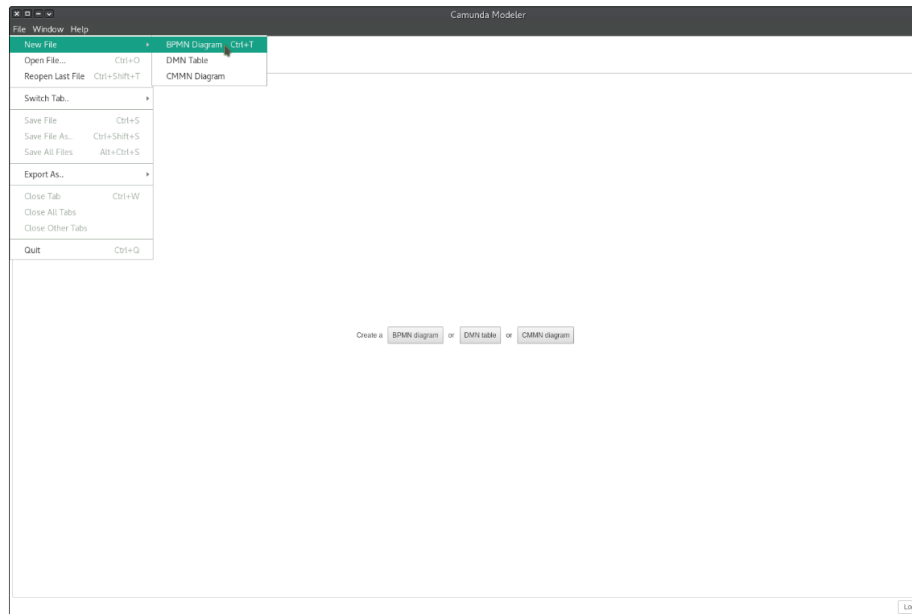 Camunda Modeler
File Window Help
New File
BPMN Diagram Ctrl+T
Open File... Ctrl+O
DMN Table
Reopen Last File Ctrl+Shift+T
CMMN Diagram
Switch Tab..
Save File Ctrl+S
Save File As.. Ctrl+Shift+S
Save All Files Alt+Ctrl+S
Export As..
Close Tab Ctrl+W
Close All Tabs
Close Other Tabs
Quit Ctrl+Q
Create a BPMN diagram or DMN table or CMMN diagram